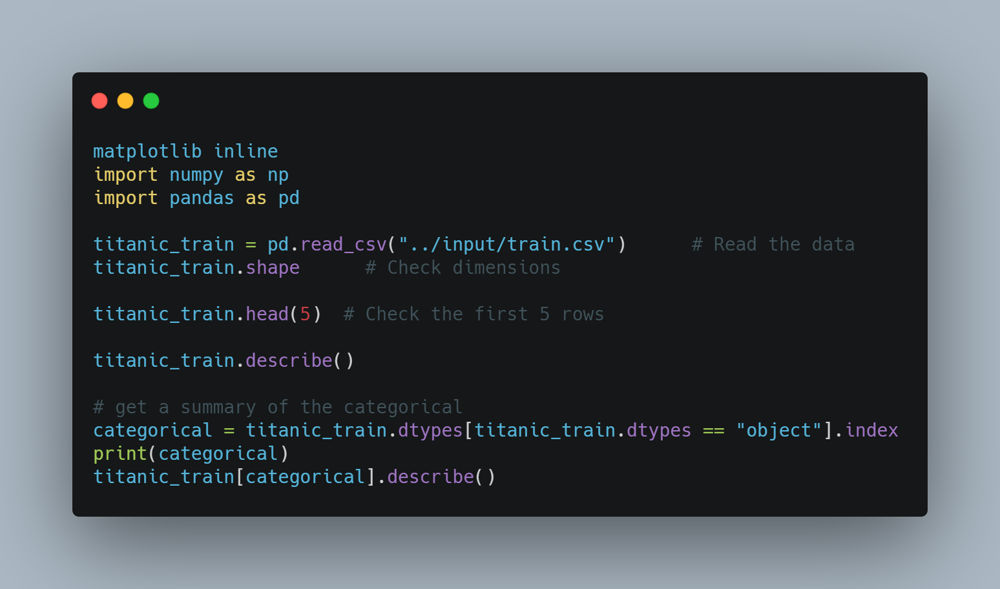 matplotlib inline
import numpy as np
import pandas as pd
titanic_train = pd.read_csv("../input/train.csv")      # Read the data
titanic_train.shape      # Check dimensions
titanic_train.head(5)  # Check the first 5 rows
titanic_train.describe()
# get a summary of the categorical
categorical = titanic_train.dtypes[titanic_train.dtypes == "object"].index
print(categorical)
titanic_train[categorical].describe()